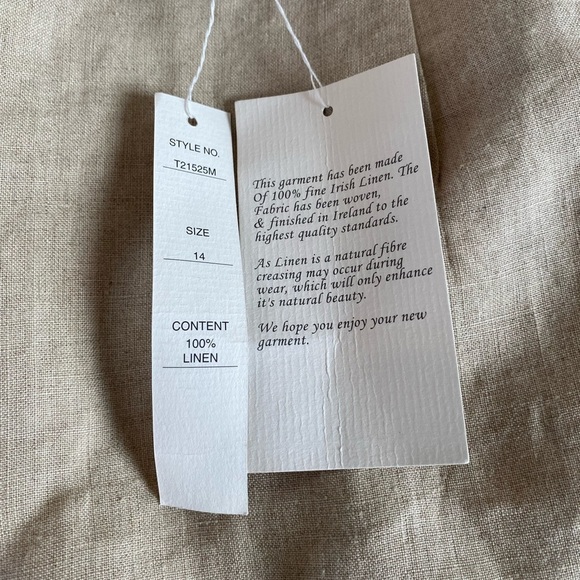 STYLE NO.
T21525M
SIZE
14
CONTENT
100%
LINEN
This garment has been made
Of 100% fine Irish Linen. The
Fabric has been woven,
& finished in Ireland to the
highest quality standards.
As Linen is a natural fibre
creasing may occur during
wear, which will only enhance
it's natural beauty.
We hope you enjoy your new
garment.